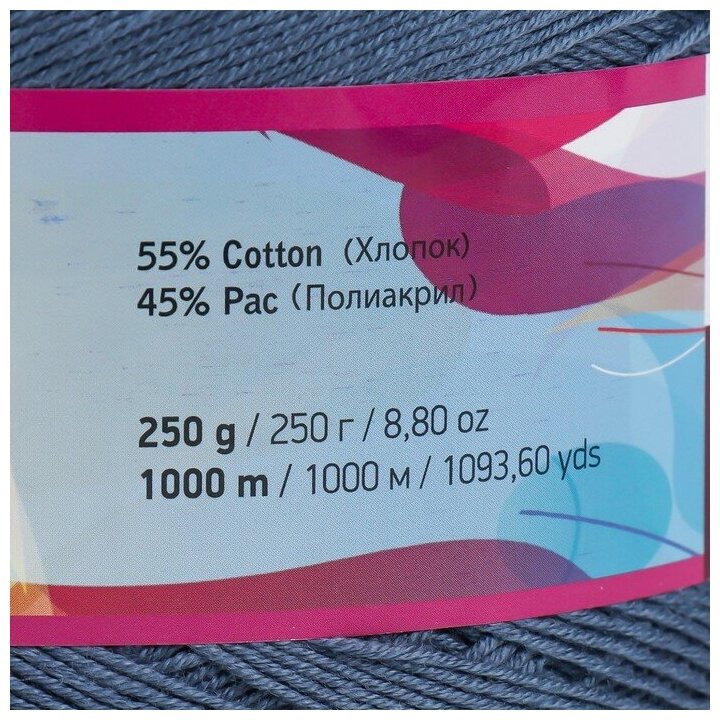 55% Cotton (Хлопок)
45% Pac (Полиакрил)
250 g / 250 г / 8,80 oz
1000 m / 1000 м / 1093,60 yds